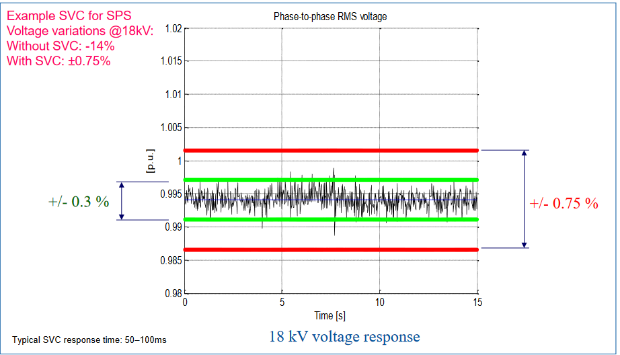 Example SVC for SPS
Voltage variations @18kV:
Without SVC: -14%
With SVC: ±0.75%
Phase-to-phase RMS voltage
1.02
1.015
1.01
1.005
1
0.995
0.99
0.985
0.98
[p.u.]
+/- 0.3 %
+/- 0.75 %
0
5
10
15
Time [s]
18 kV voltage response
Typical SVC response time: 50–100ms